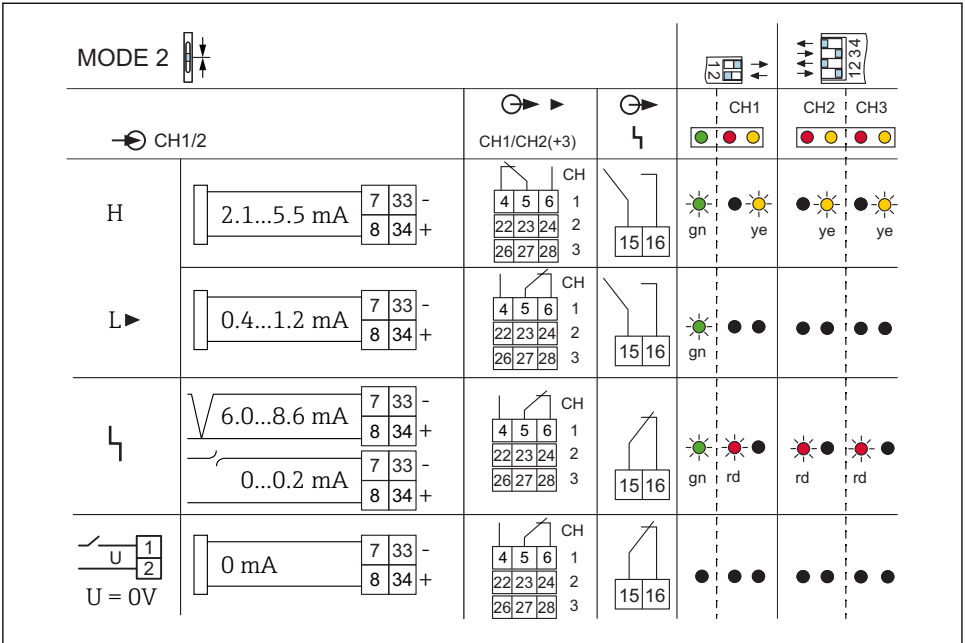 MODE 2
1 2
1 2 3 4
CH1 CH2 CH3
CH1/2
CH1/CH2(+3)
H
2.1...5.5 mA
7 33 -
8 34 +
CH
4 5 6 1
22 23 24 2
26 27 28 3
15 16
gn ye ye ye
L
0.4...1.2 mA
7 33 -
8 34 +
CH
4 5 6 1
22 23 24 2
26 27 28 3
15 16
gn
6.0...8.6 mA
7 33 -
8 34 +
0...0.2 mA
7 33 -
8 34 +
CH
4 5 6 1
22 23 24 2
26 27 28 3
15 16
gn rd rd rd
U 1
2
U = 0V
0 mA
7 33 -
8 34 +
CH
4 5 6 1
22 23 24 2
26 27 28 3
15 16